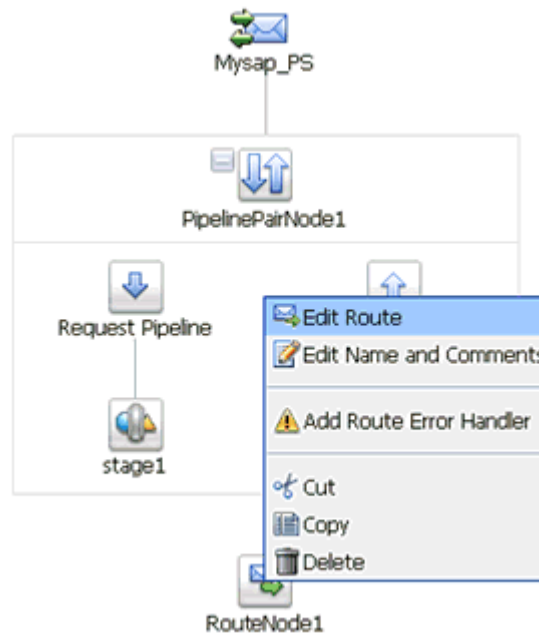 Mysap_PS
PipelinePairNode1
Request Pipeline
stage1
Edit Route
Edit Name and Comments
Add Route Error Handler
Cut
Copy
Delete
RouteNode1